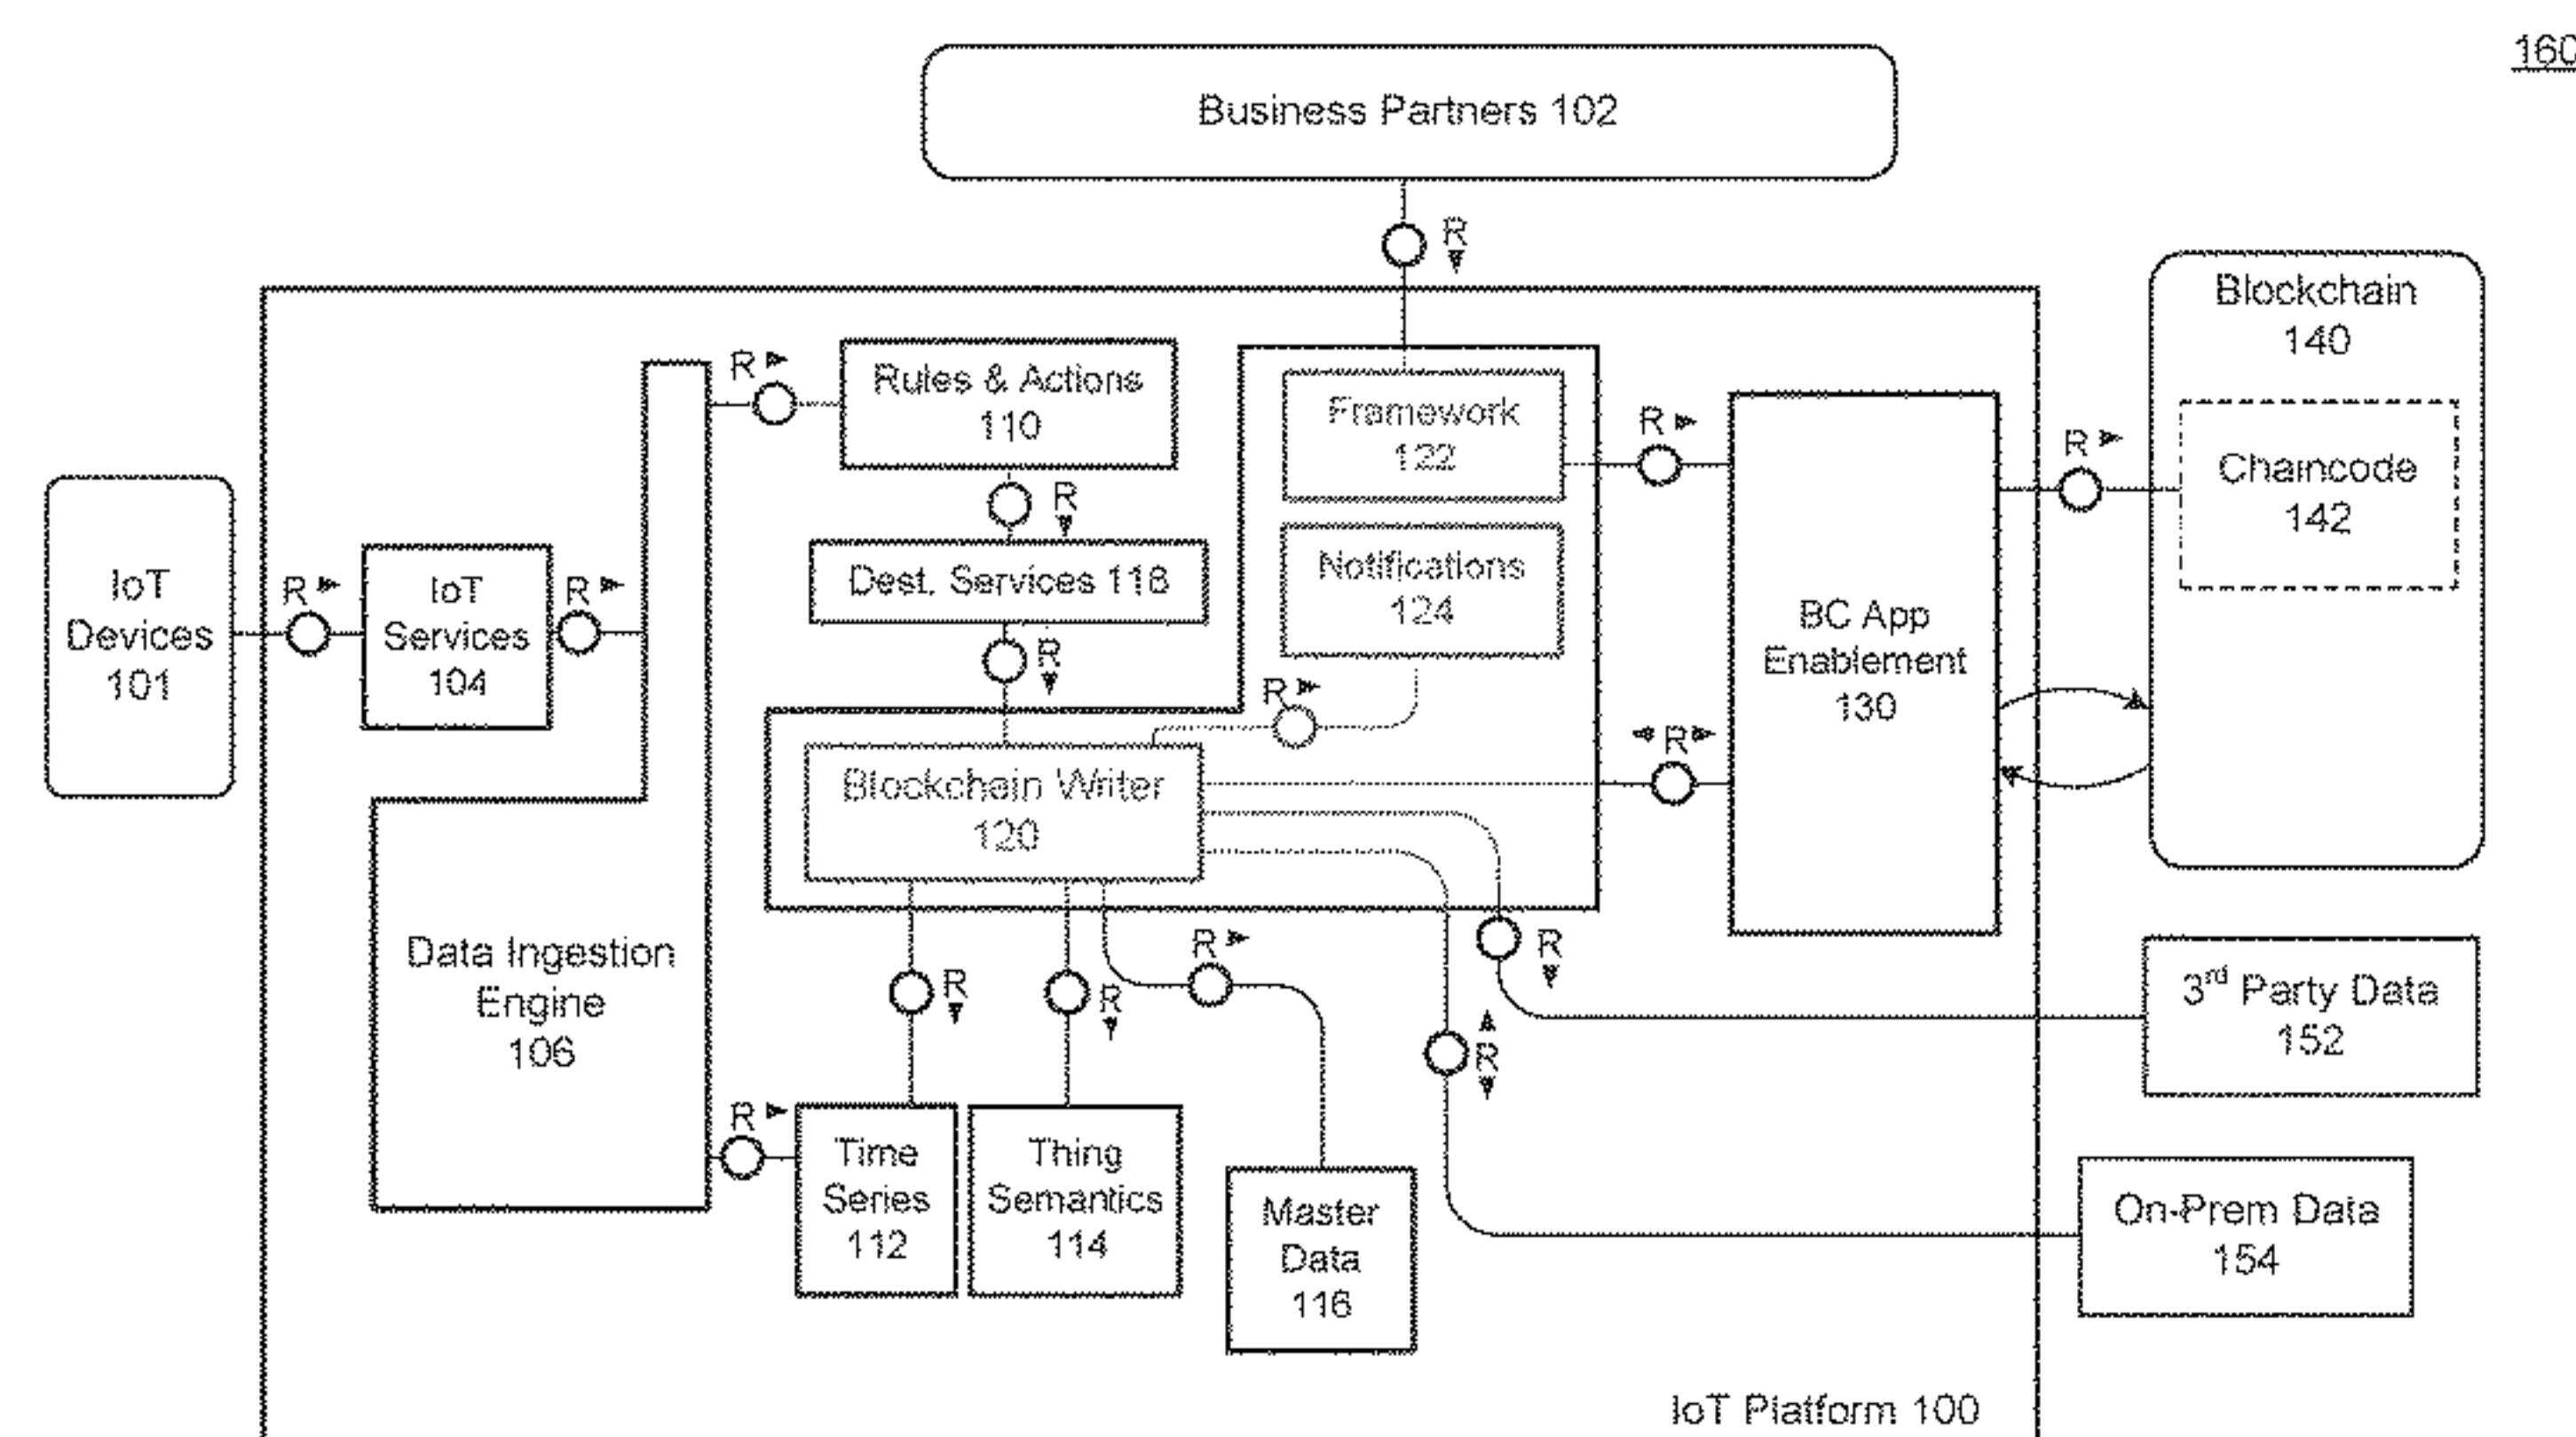 160
Business Partners 102
R
Blockchain
140
R
Rules & Actions
110
Framework
122
R
R
Chaincode
142
R
IoT
Devices
101
R
IoT
Services
104
R
Dest. Services 118
Notifications
124
BC App
Enablement
130
R
R
R
Blockchain Writer
120
Data Ingestion
Engine
106
R
R
R
R
3rd Party Data
152
R
R
Time
Series
112
Thing
Semantics
114
Master
Data
116
On-Prem Data
154
IoT Platform 100